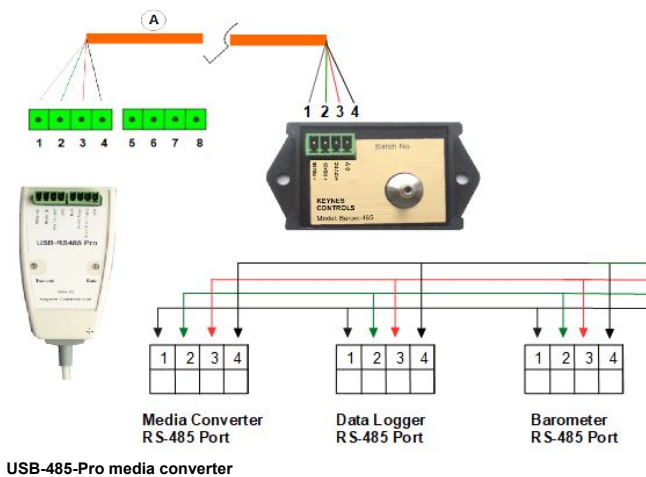 A
1 2 3 4
1 2 3 4 5 6 7 8
Batch No
0 V
KEYNES
CONTROLS
Model: Baromr-485
USB-RS485 Pro
1 2 3 4 1 2 3 4 1 2 3 4
Media Converter Data Logger Barometer
RS-485 Port RS-485 Port RS-485 Port
USB-485-Pro media converter